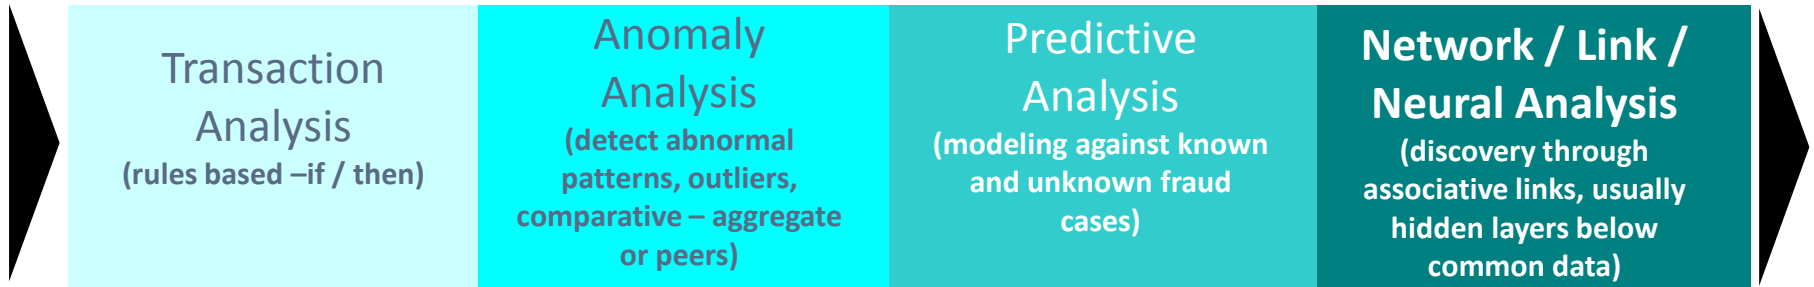 Transaction
Analysis
(rules based –if / then)
Anomaly
Analysis
(detect abnormal
patterns, outliers,
comparative – aggregate
or peers)
Predictive
Analysis
(modeling against known
and unknown fraud
cases)
Network / Link /
Neural Analysis
(discovery through
associative links, usually
hidden layers below
common data)